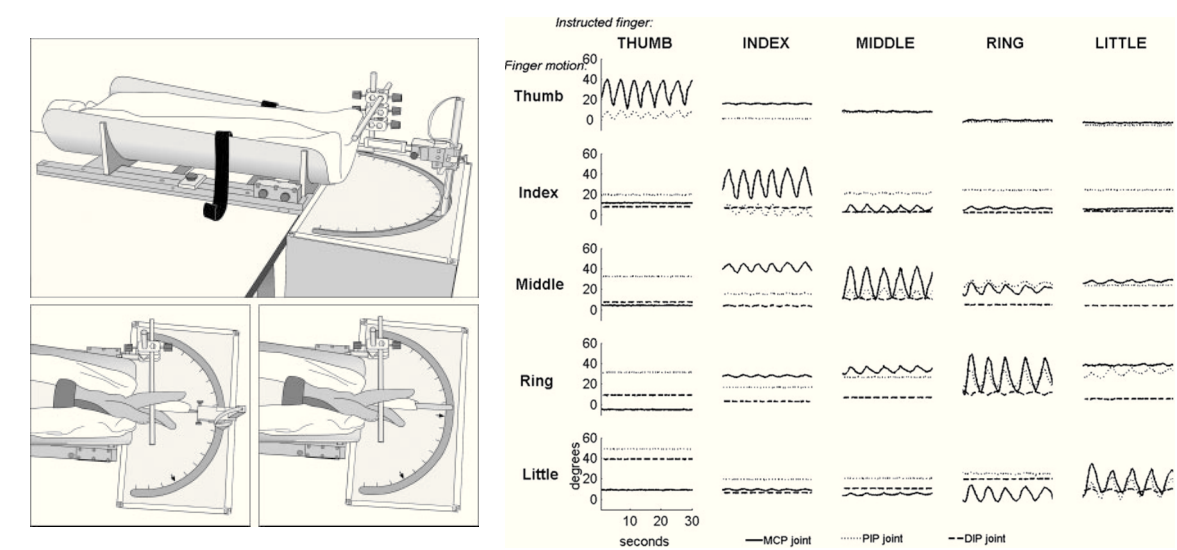 Instructed finger:
THUMB INDEX MIDDLE RING LITTLE
Finger motion:
60
40
Thumb
20
0
60
40
Index
20
0
60
40
Middle
20
0
60
40
Ring
20
0
60
40
Little
20
0
degrees
10 20 30
seconds
MCP joint PIP joint DIP joint